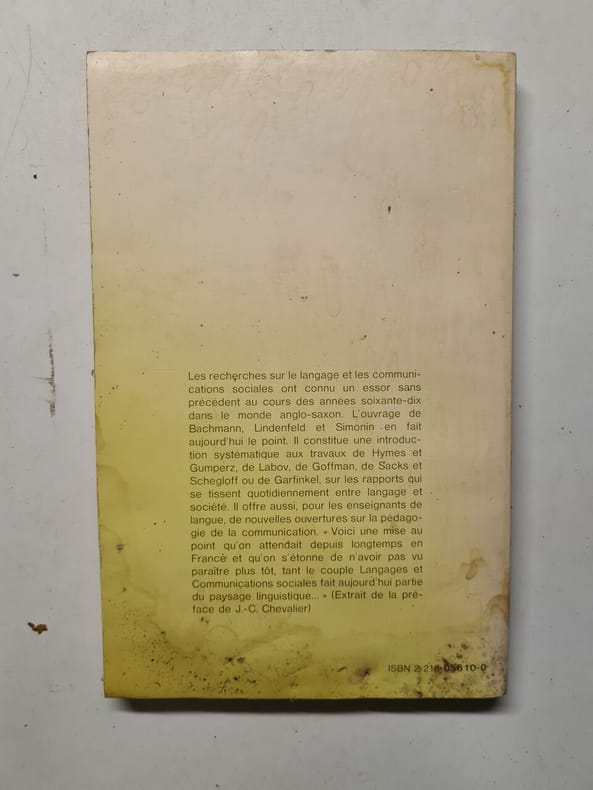 Les recherches sur le langage et les communi-
cations sociales ont connu un essor sans
précédent au cours des années soixante-dix
dans le monde anglo-saxon. L'ouvrage de
Bachmann, Lindenfeld et Simonin en fait
aujourd'hui le point. Il constitue une introduc-
tion systématique aux travaux de Hymes et
Gumperz, de Labov, de Goffman, de Sacks et
Schegloff ou de Garfinkel, sur les rapports qui
se tissent quotidiennement entre langage et
société. Il offre aussi, pour les enseignants de
langue, de nouvelles ouvertures sur la pédago-
gie de la communication. « Voici une mise au
point qu'on attendait depuis longtemps en
France et qu'on s'étonne de n'avoir pas vu
paraître plus tôt, tant le couple Langages et
Communications sociales fait aujourd'hui partie
du paysage linguistique... » (Extrait de la pré-
face de J.-C. Chevalier)
ISBN 2-218-05610-0